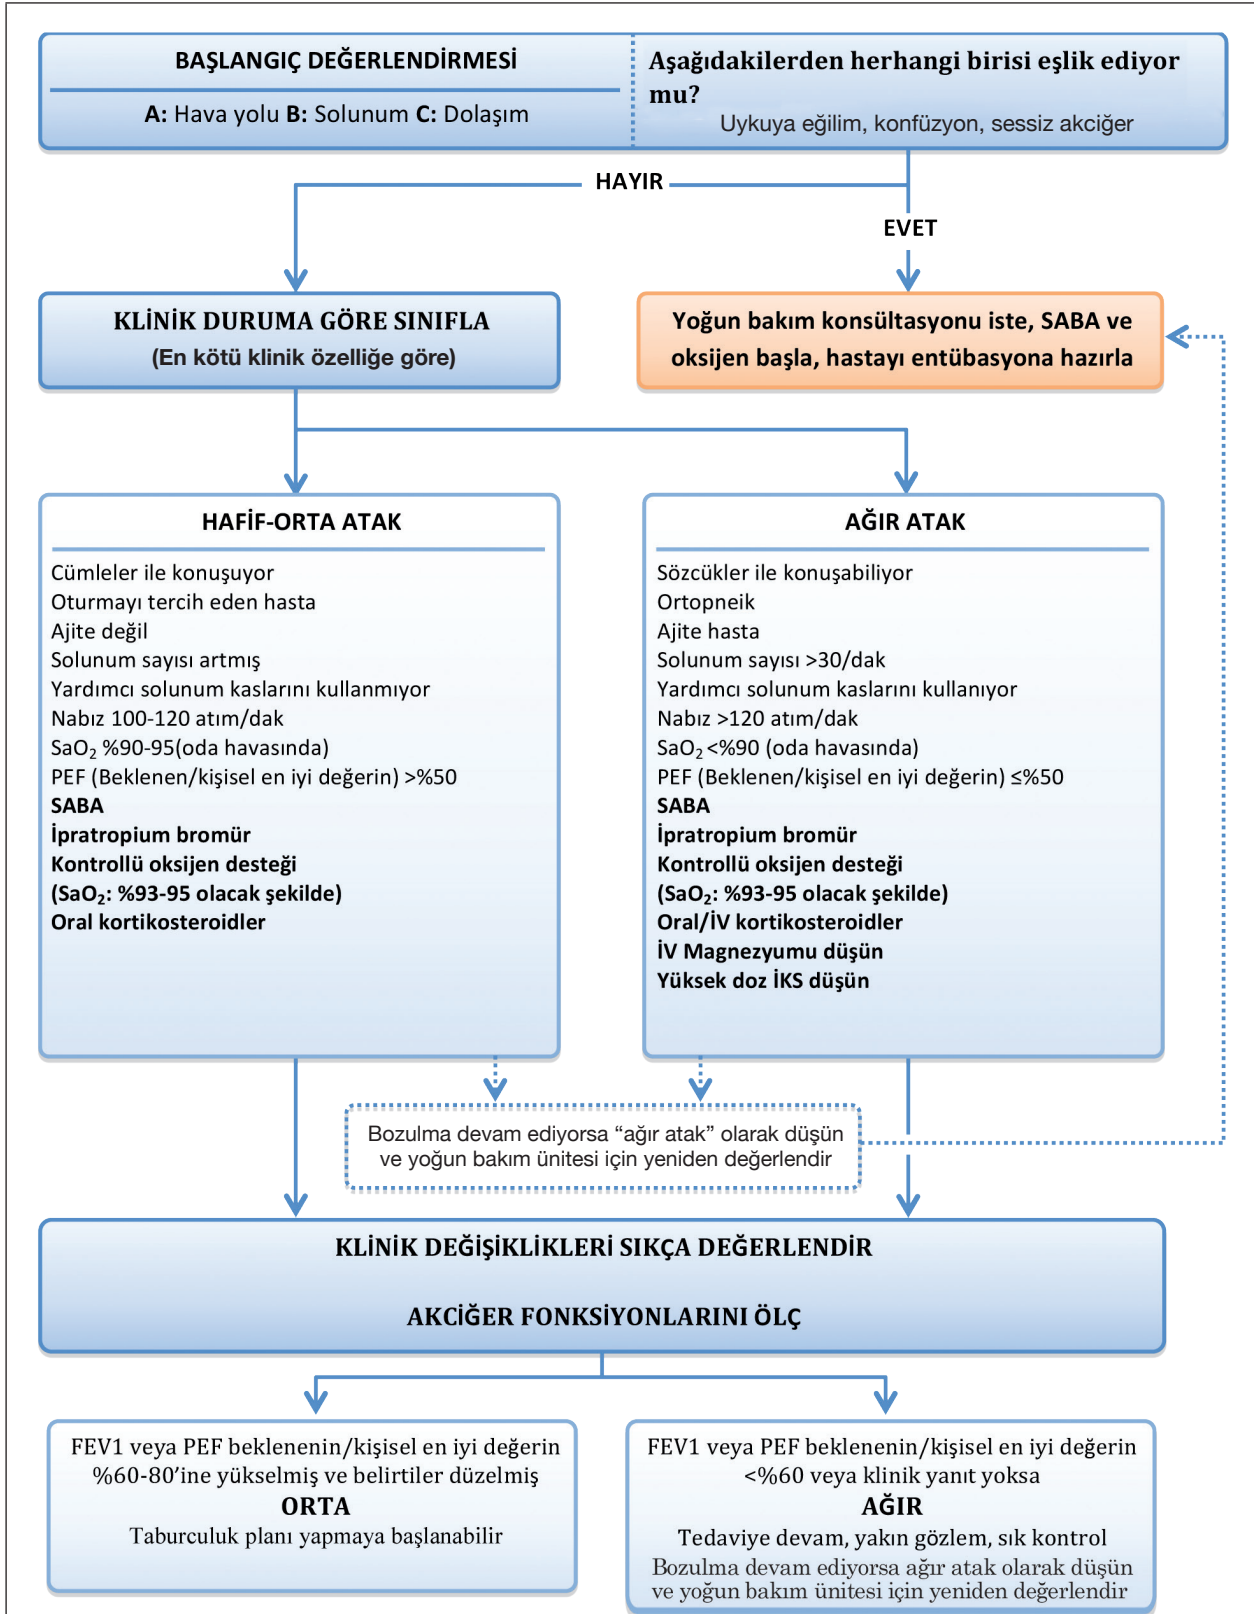 BAŞLANGIÇ DEĞERLENDİRMESİ
A: Hava yolu B: Solunum C: Dolaşım
Aşağıdakilerden herhangi birisi eşlik ediyor
mu?
Uykuya eğilim, konfüzyon, sessiz akciğer
HAYIR
EVET
KLİNİK DURUMA GÖRE SINIFLA
(En kötü klinik özelliğe göre)
Yoğun bakım konsültasyonu iste, SABA ve
oksijen başla, hastayı entübasyona hazırla
HAFİF-ORTA ATAK
Cümleler ile konuşuyor
Oturmayı tercih eden hasta
Ajite değil
Solunum sayısı artmış
Yardımcı solunum kaslarını kullanmıyor
Nabız 100-120 atım/dak
SaO₂ %90-95(oda havasında)
PEF (Beklenen/kişisel en iyi değerin) >%50
SABA
İpratropium bromür
Kontrollü oksijen desteği
(SaO₂: %93-95 olacak şekilde)
Oral kortikosteroidler
AĞIR ATAK
Sözcükler ile konuşabiliyor
Ortopneik
Ajite hasta
Solunum sayısı >30/dak
Yardımcı solunum kaslarını kullanıyor
Nabız >120 atım/dak
SaO₂ <%90 (oda havasında)
PEF (Beklenen/kişisel en iyi değerin) ≤%50
SABA
İpratropium bromür
Kontrollü oksijen desteği
(SaO₂: %93-95 olacak şekilde)
Oral/İV kortikosteroidler
İV Magnezyumu düşün
Yüksek doz İKS düşün
Bozulma devam ediyorsa “ağır atak” olarak düşün
ve yoğun bakım ünitesi için yeniden değerlendir
KLİNİK DEĞİŞİKLİKLERİ SIKÇA DEĞERLENDİR
AKCİĞER FONKSİYONLARINI ÖLÇ
FEV1 veya PEF beklenenin/kişisel en iyi değerin
%60-80’ine yükselmiş ve belirtiler düzelmiş
ORTA
Taburculuk planı yapmaya başlanabilir
FEV1 veya PEF beklenenin/kişisel en iyi değerin
<%60 veya klinik yanıt yoksa
AĞIR
Tedaviye devam, yakın gözlem, sık kontrol
Bozulma devam ediyorsa ağır atak olarak düşün
ve yoğun bakım ünitesi için yeniden değerlendir